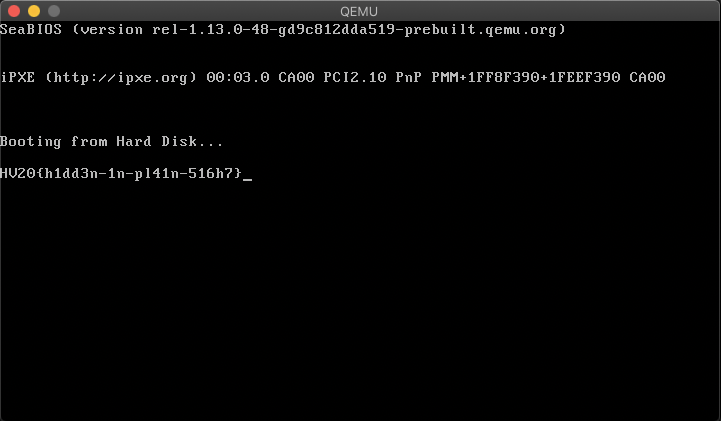 QEMU
SeaBIOS (version rel-1.13.0-48-gd9c812dda519-prebuilt.qemu.org)
iPXE (http://ipxe.org) 00:03.0 CA00 PCI2.10 PnP PMM+1FF8F390+1FEEF390 CA00
Booting from Hard Disk...
HV20{h1dd3n-1n-pl41n-516h7}_